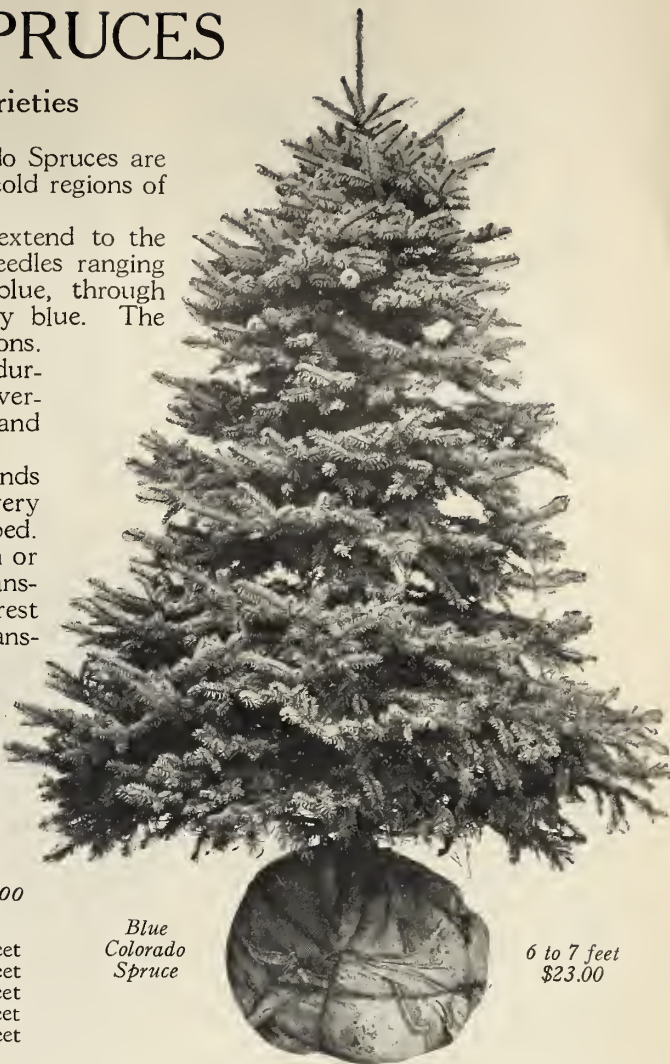 PRUCES
rieties
lo Spruces are
cold regions of
extend to the
eedles ranging
blue, through
y blue. The
ons.
dur-
ver-
and
nds
very
ped.
n or
ans-
rest
ans-
00
eet
eet
eet
eet
eet
Blue
Colorado
Spruce
6 to 7 feet
$23.00